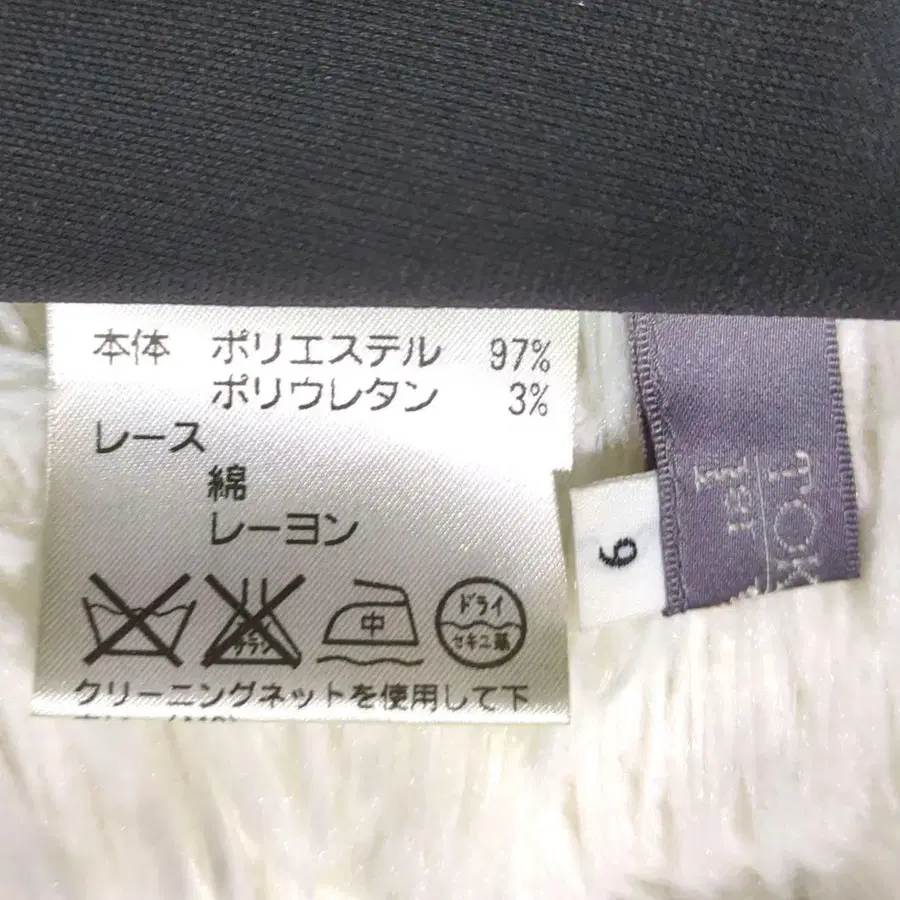 本体 ポリエステル 97%
ポリウレタン 3%
レース
綿
レーヨン
中
ドライ
セキユ系
クリーニングネットを使用して下
9
TOK